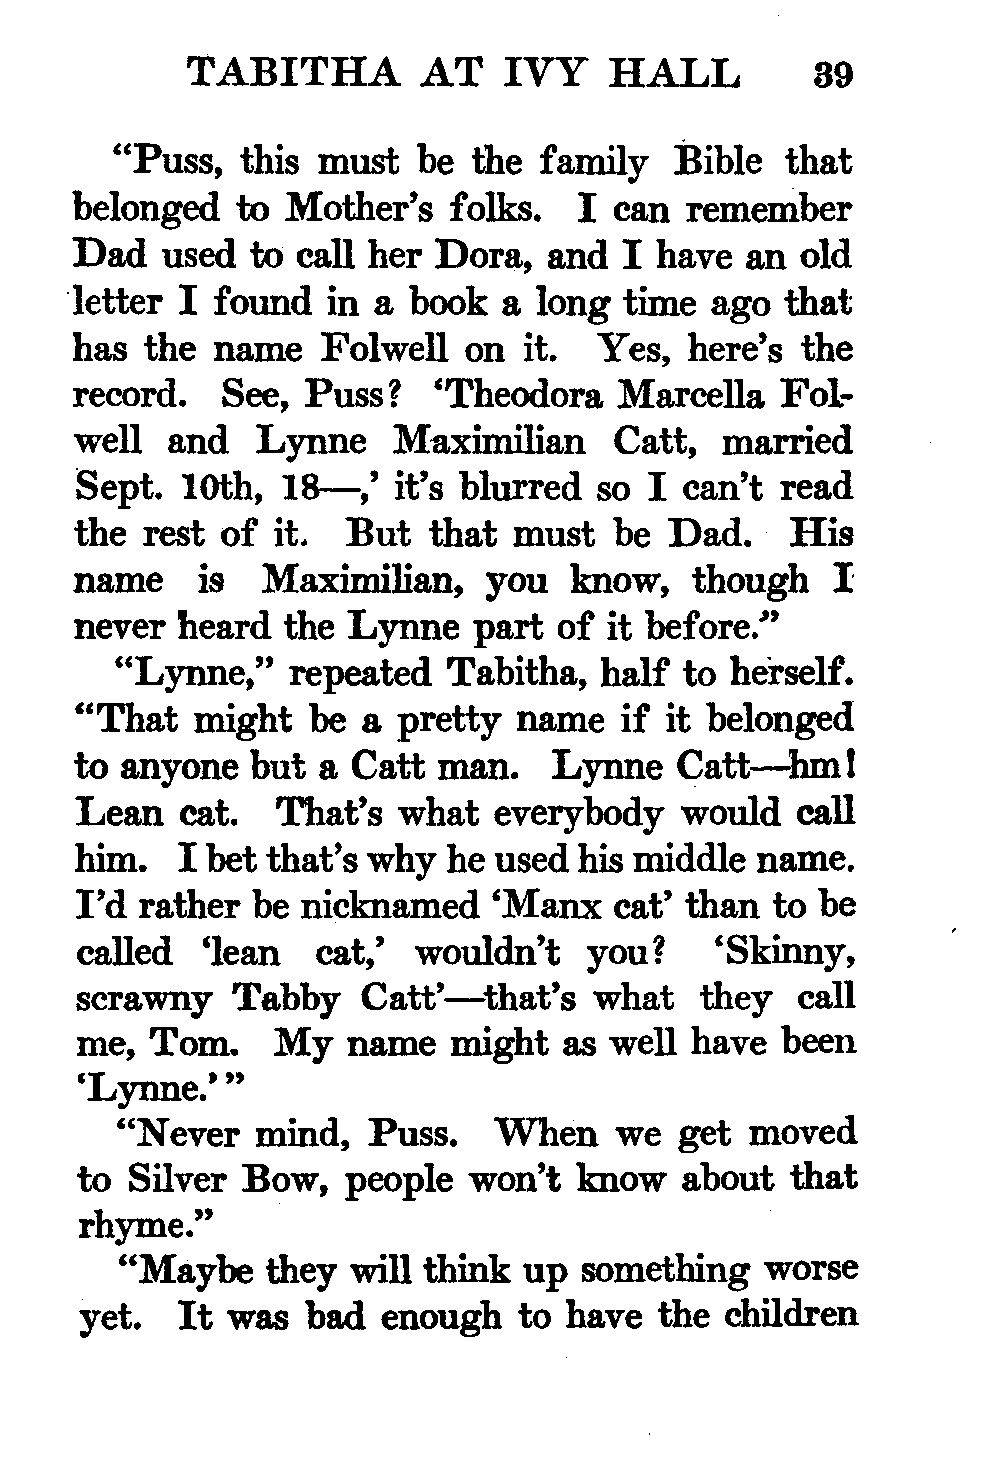 TABITHA AT IVY HALL 39
“Puss, this must be the family Bible that
belonged to Mother’s folks. I can remember
Dad used to call her Dora, and I have an old
letter I found in a book a long time ago that
has the name Folwell on it. Yes, here’s the
record. See, Puss? ‘Theodora Marcella Fol-
well and Lynne Maximilian Catt, married
Sept. 10th, 18—,’ it’s blurred so I can’t read
the rest of it. But that must be Dad. His
name is Maximilian, you know, though I
never heard the Lynne part of it before.”
“Lynne,” repeated Tabitha, half to herself.
“That might be a pretty name if it belonged
to anyone but a Catt man. Lynne Catt—hm!
Lean cat. That’s what everybody would call
him. I bet that’s why he used his middle name.
I’d rather be nicknamed ‘Manx cat’ than to be
called ‘lean cat,’ wouldn’t you? ‘Skinny,
scrawny Tabby Catt’—that’s what they call
me, Tom. My name might as well have been
‘Lynne.’”
“Never mind, Puss. When we get moved
to Silver Bow, people won’t know about that
rhyme.”
“Maybe they will think up something worse
yet. It was bad enough to have the children